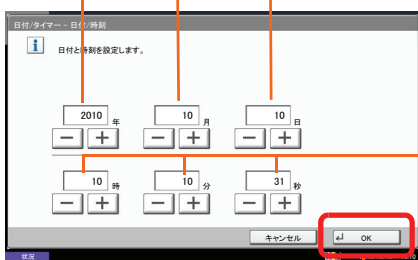 日付/タイマー - 日付/時刻
日付と時刻を設定します。
2010 年 10 月 10 日
− + − + − +
10 時 10 分 31 秒
− + − + − +
キャンセル OK
状況